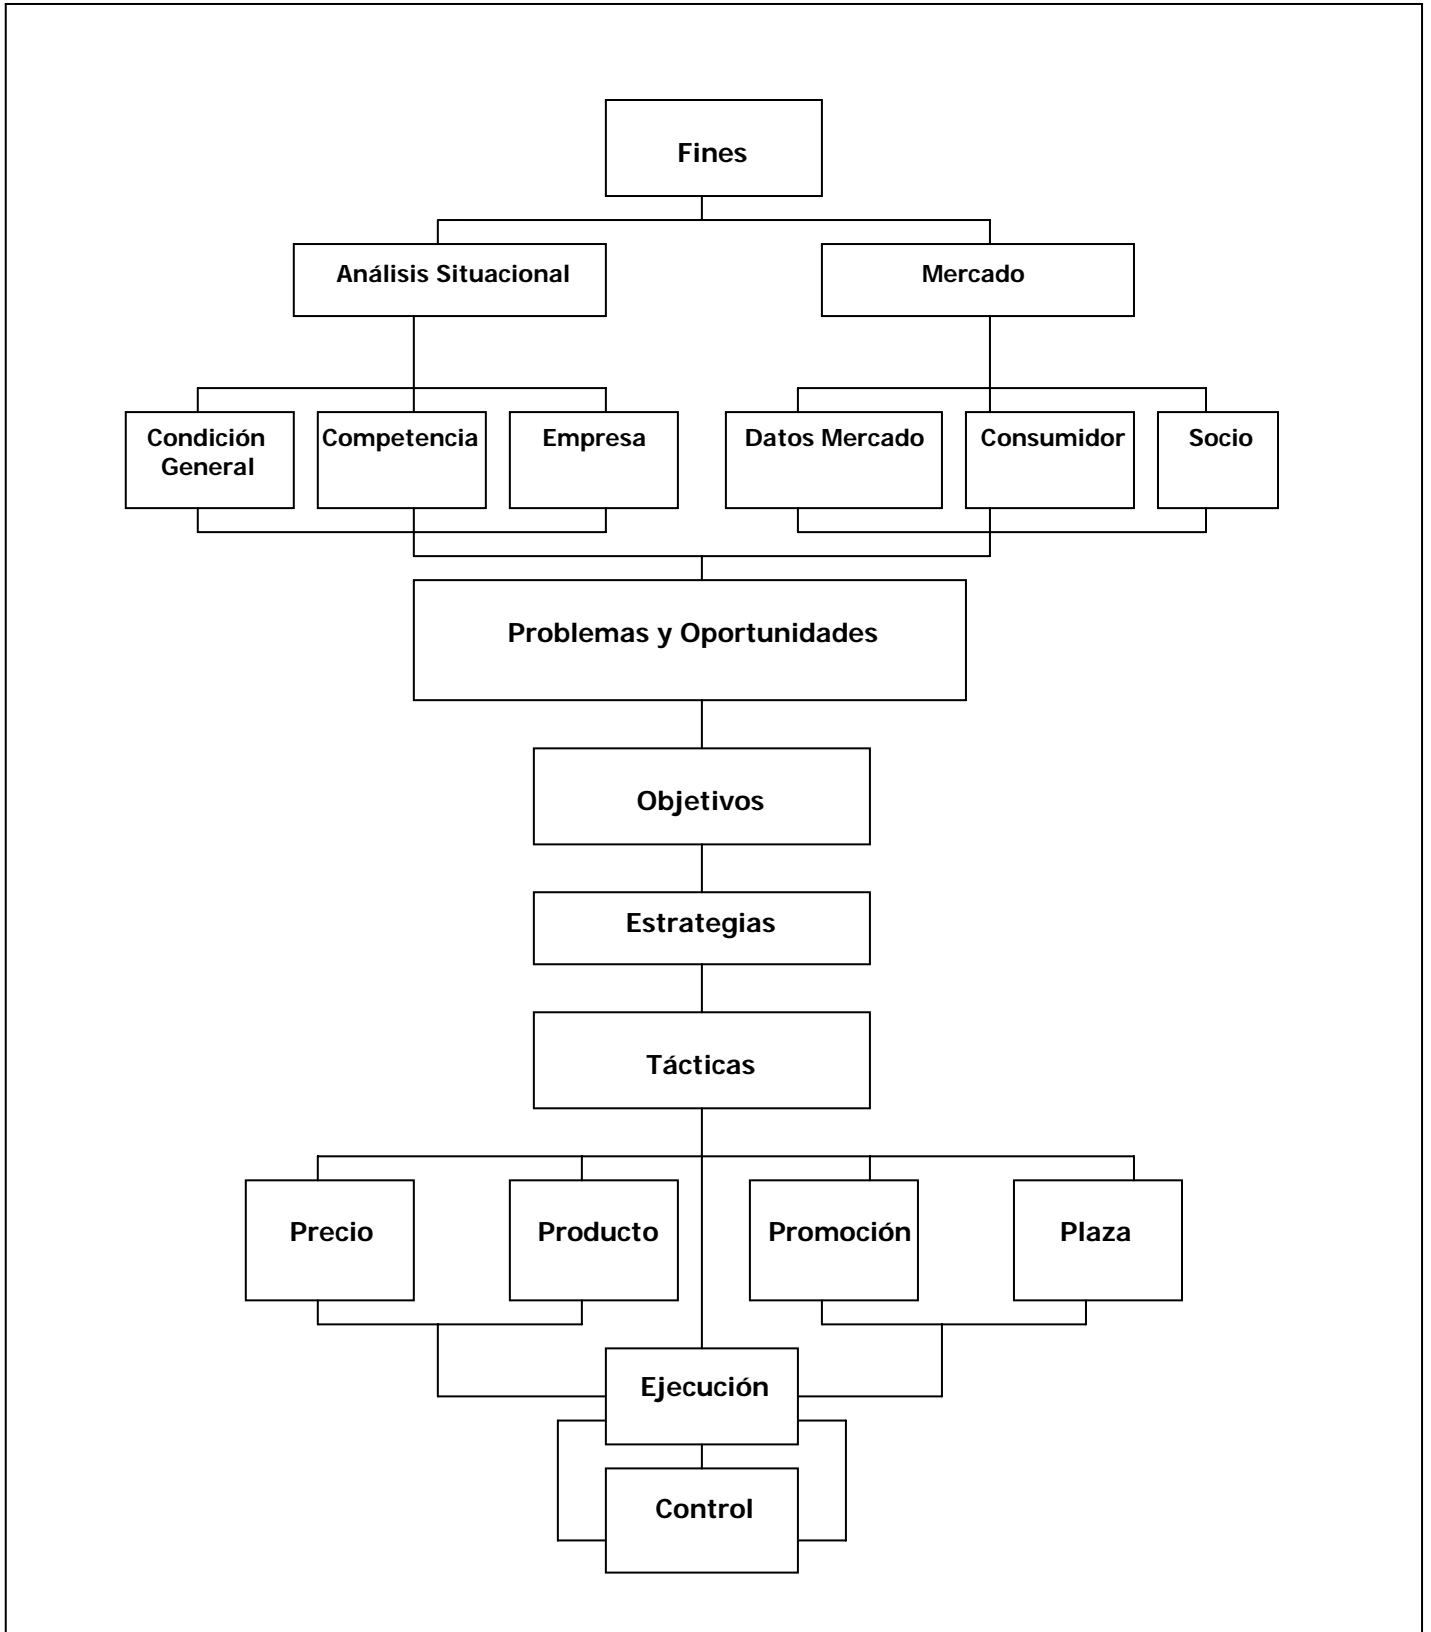 Fines
Análisis Situacional
Mercado
Condición
General
Competencia
Empresa
Datos Mercado
Consumidor
Socio
Problemas y Oportunidades
Objetivos
Estrategias
Tácticas
Precio
Producto
Promoción
Plaza
Ejecución
Control